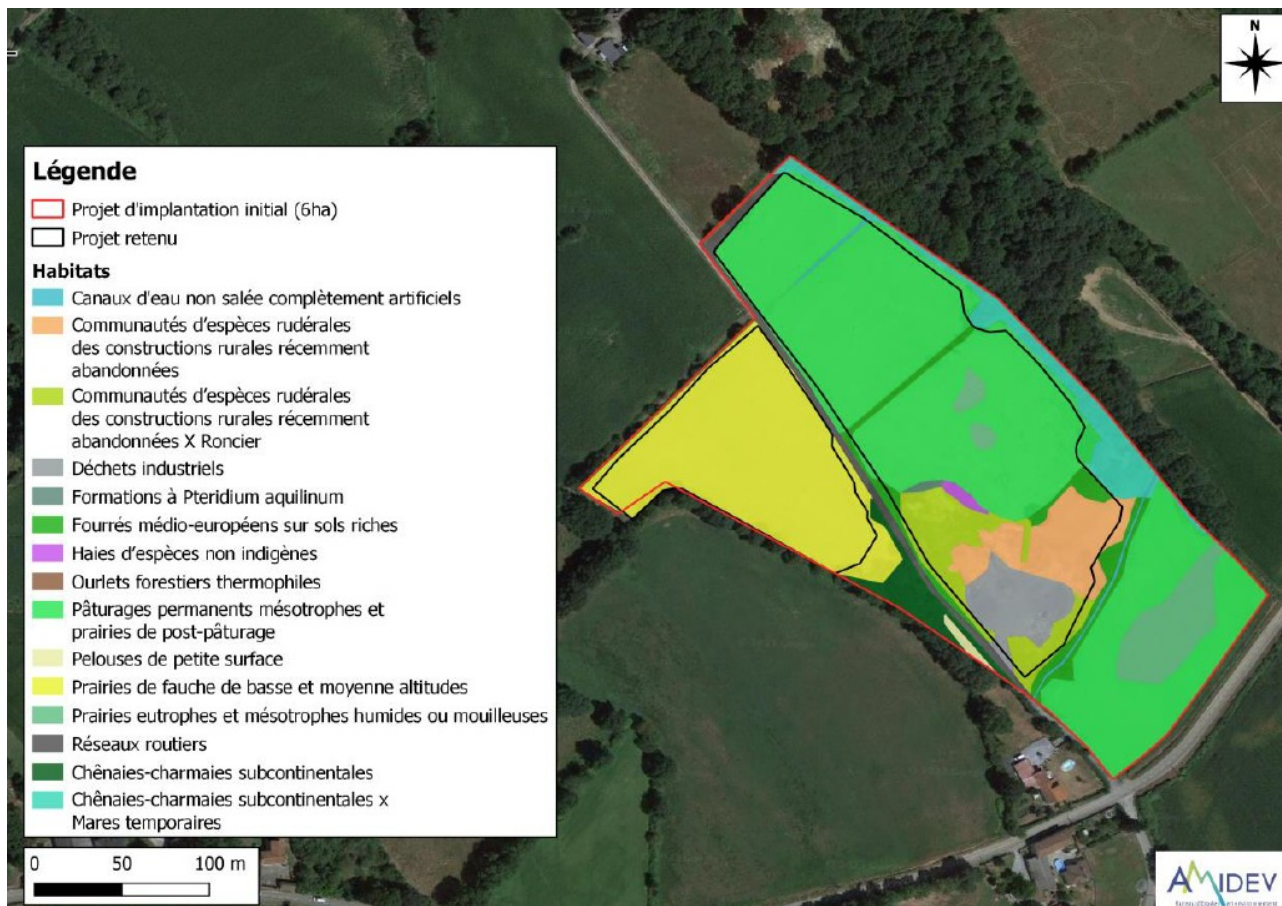 N
Légende
Projet d'implantation initial (6ha)
Projet retenu
Habitats
Canaux d'eau non salée complètement artificiels
Communautés d'espèces rudérales
des constructions rurales récemment
abandonnées
Communautés d'espèces rudérales
des constructions rurales récemment
abandonnées X Roncier
Déchets industriels
Formations à Pteridium aquilinum
Fourrés médio-européens sur sols riches
Haies d'espèces non indigènes
Ourlets forestiers thermophiles
Pâturages permanents mésotrophes et
prairies de post-pâturage
Pelouses de petite surface
Prairies de fauche de basse et moyenne altitudes
Prairies eutrophes et mésotrophes humides ou mouilleuses
Réseaux routiers
Chênaies-charmaies subcontinentales
Chênaies-charmaies subcontinentales x
Mares temporaires
0 50 100 m
AMIDEV